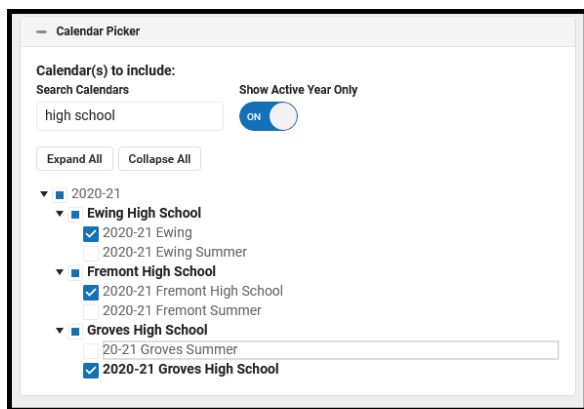 Calendar Picker
Calendar(s) to include:
Search Calendars Show Active Year Only
high school ON
Expand All Collapse All
2020-21
Ewing High School
2020-21 Ewing
2020-21 Ewing Summer
Fremont High School
2020-21 Fremont High School
2020-21 Fremont Summer
Groves High School
20-21 Groves Summer
2020-21 Groves High School